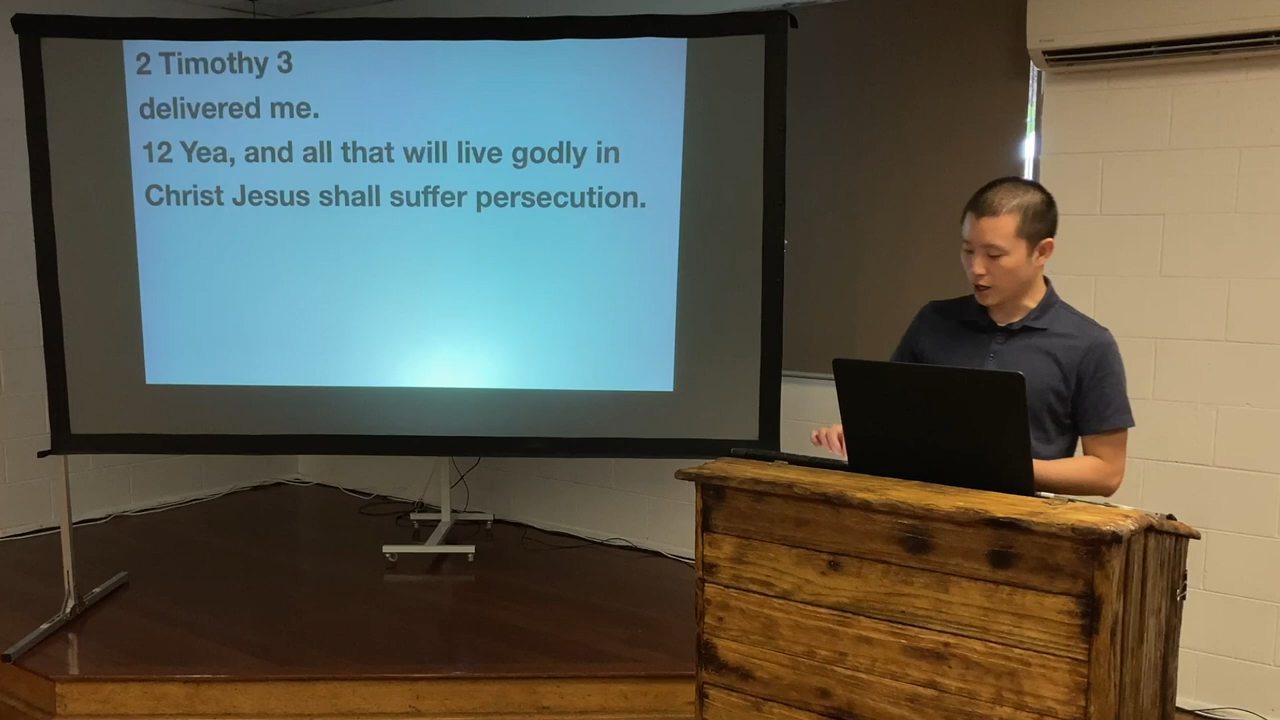 2 Timothy 3
delivered me.
12 Yea, and all that will live godly in
Christ Jesus shall suffer persecution.